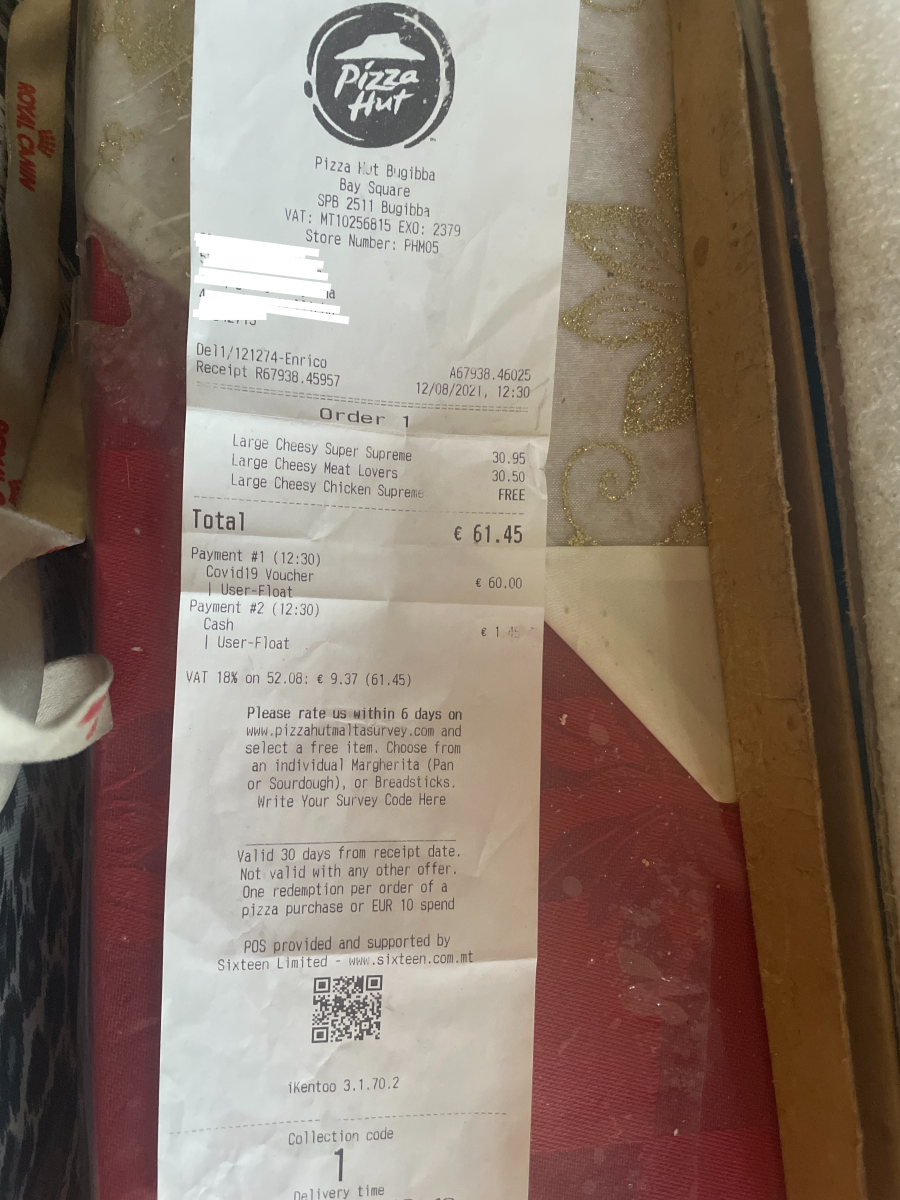 ROYAL CANIN
Pizza
Hut
Pizza Hut Bugibba
Bay Square
SPB 2511 Bugibba
VAT: MT10256815 EXO: 2379
Store Number: PHM05
Del1/121274-Enrico
Receipt R67938.45957
A67938.46025
12/08/2021, 12:30
Order 1
Large Cheesy Super Supreme 30.95
Large Cheesy Meat Lovers 30.50
Large Cheesy Chicken Supreme FREE
Total € 61.45
Payment #1 (12:30)
Covid19 Voucher € 60.00
| User-Float
Payment #2 (12:30)
Cash € 1.45
| User-Float
VAT 18% on 52.08: € 9.37 (61.45)
Please rate us within 6 days on
www.pizzahutmaltasurvey.com and
select a free item. Choose from
an individual Margherita (Pan
or Sourdough), or Breadsticks.
Write Your Survey Code Here
Valid 30 days from receipt date.
Not valid with any other offer.
One redemption per order of a
pizza purchase or EUR 10 spend
POS provided and supported by
Sixteen Limited - www.sixteen.com.mt
iKentoo 3.1.70.2
Collection code
1
Delivery time